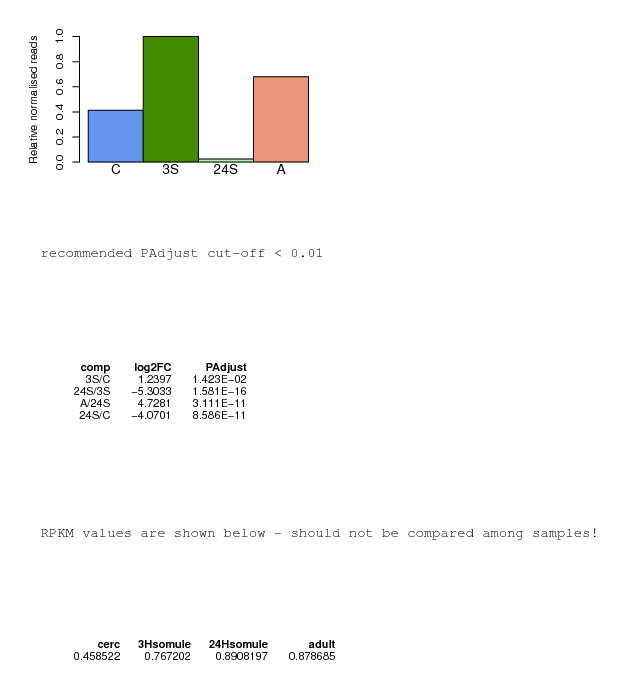 Relative normalised reads
1.0
0.8
0.6
0.4
0.2
0.0
C 3S 24S A
recommended PAdjust cut-off < 0.01
comp log2FC PAdjust
3S/C 1.2397 1.423E−02
24S/3S −5.3033 1.581E−16
A/24S 4.7281 3.111E−11
24S/C −4.0701 8.586E−11
RPKM values are shown below - should not be compared among samples!
cerc 3Hsomule 24Hsomule adult
0.458522 0.767202 0.8908197 0.878685